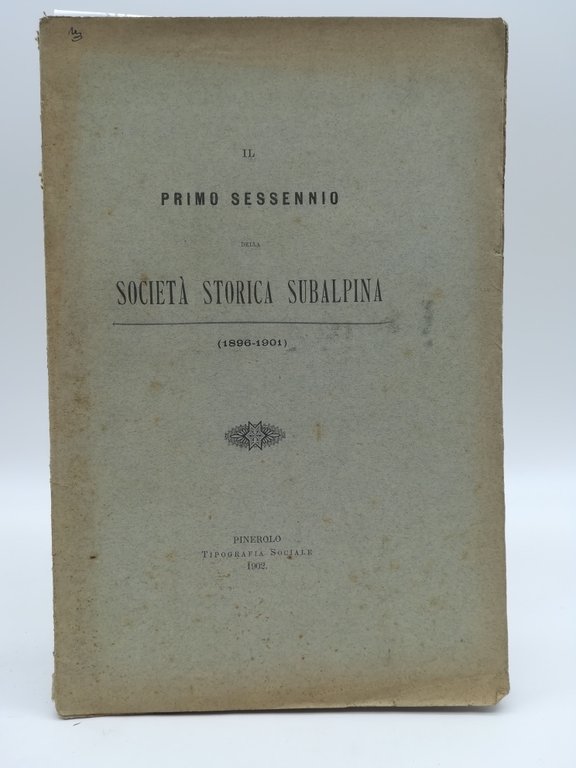 IL
PRIMO SESSENNIO
DELLA
SOCIETÀ STORICA SUBALPINA
(1896-1901)
PINEROLO
TIPOGRAFIA SOCIALE
1902.